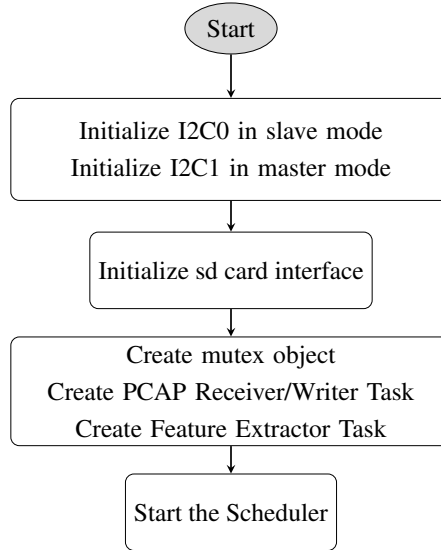 Start
Initialize I2C0 in slave mode
Initialize I2C1 in master mode
Initialize sd card interface
Create mutex object
Create PCAP Receiver/Writer Task
Create Feature Extractor Task
Start the Scheduler